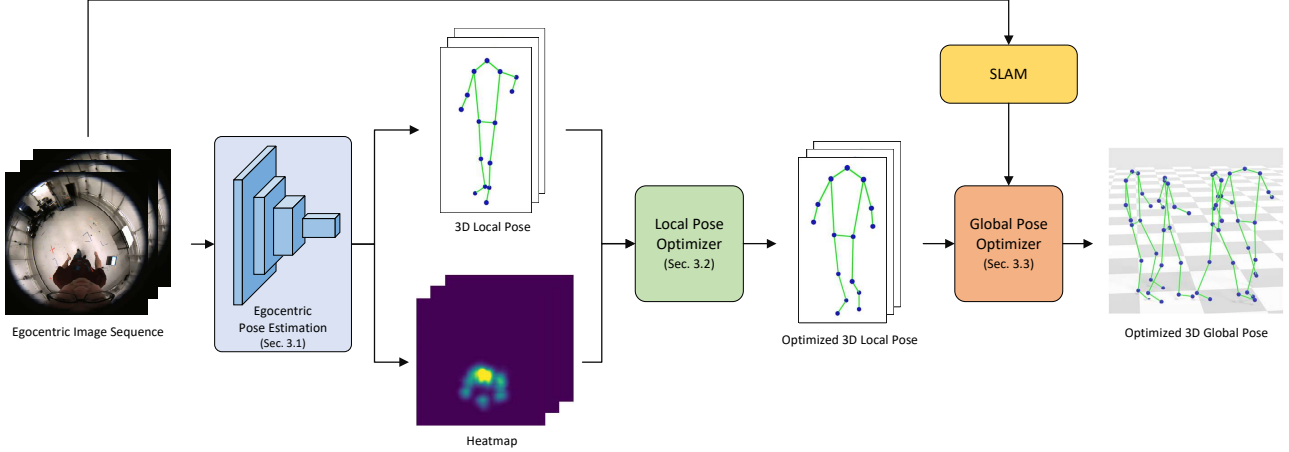 SLAM
3D Local Pose
Local Pose
Optimizer
(Sec. 3.2)
Global Pose
Optimizer
(Sec. 3.3)
Egocentric
Pose Estimation
(Sec. 3.1)
Egocentric Image Sequence
Optimized 3D Local Pose
Optimized 3D Global Pose
Heatmap